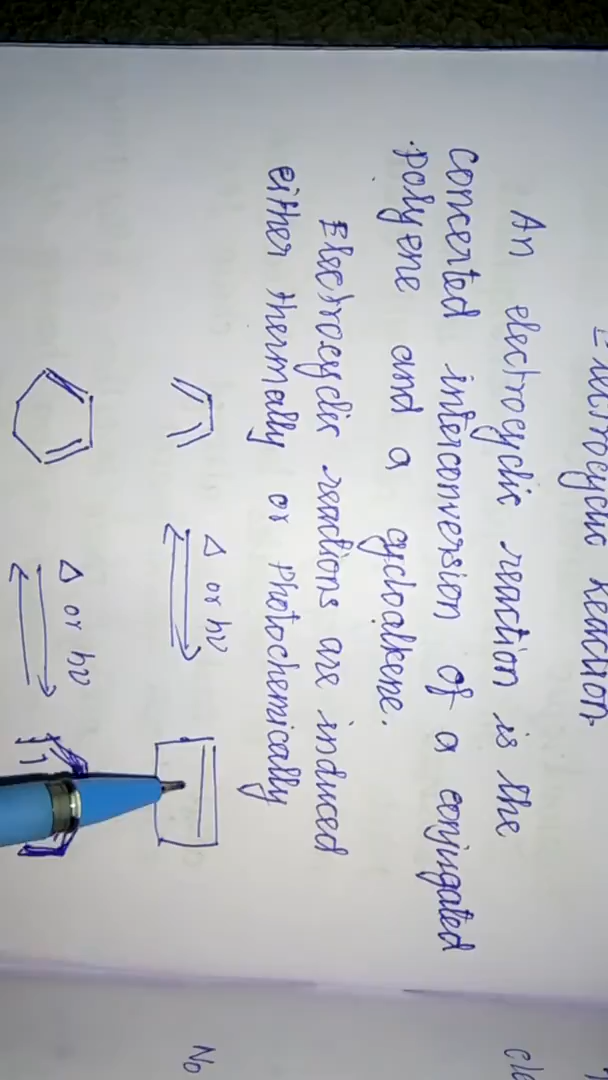 Electrocyclic Reaction
An electrocyclic reaction is the
concerted interconversion of a conjugated
polyene and a cycloalkene.
Electrocyclic reactions are induced
either thermally or Photochemically
Δ or hν
Δ or hν
No